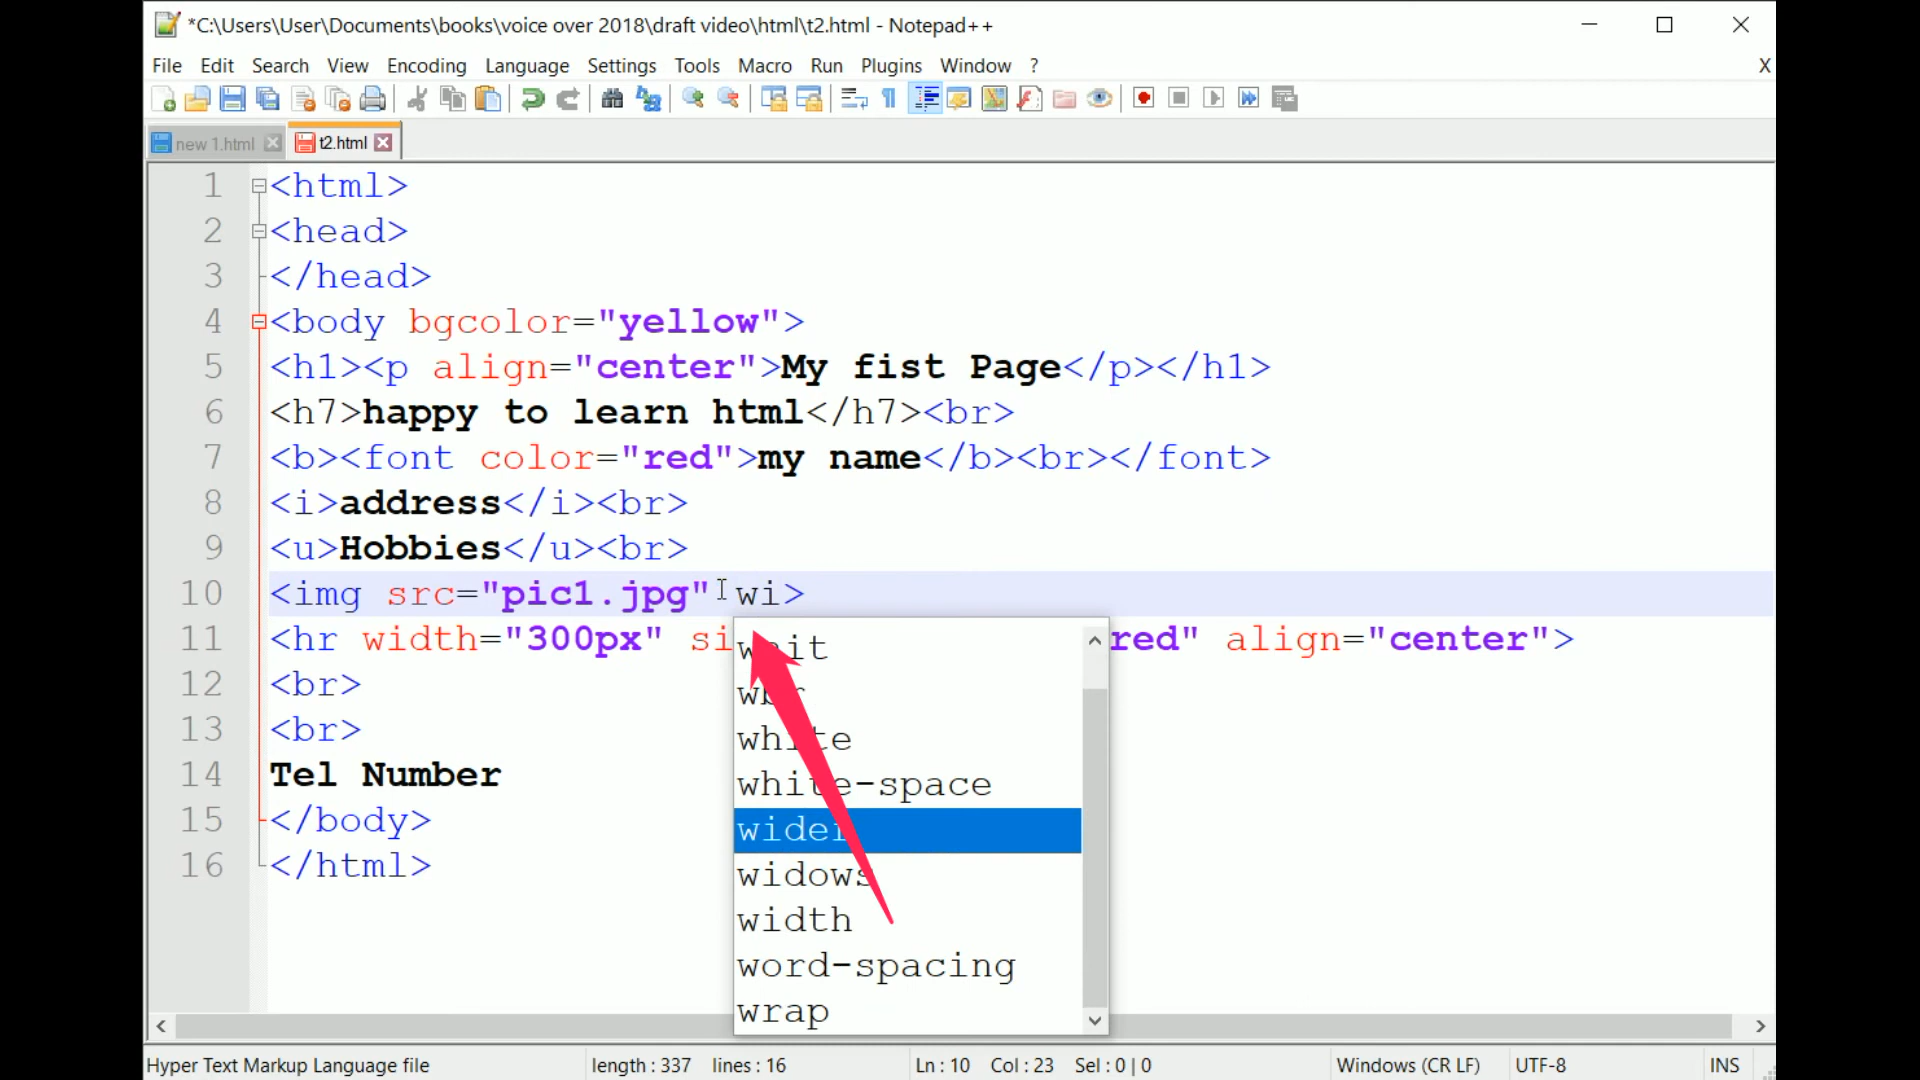 *C:\Users\User\Documents\books\voice over 2018\draft video\html\t2.html - Notepad++
File Edit Search View Encoding Language Settings Tools Macro Run Plugins Window ? X
new 1.html t2.html
1 <html>
2 <head>
3 </head>
4 <body bgcolor="yellow">
5 <h1><p align="center">My fist Page</p></h1>
6 <h7>happy to learn html</h7><br>
7 <b><font color="red">my name</b><br></font>
8 <i>address</i><br>
9 <u>Hobbies</u><br>
10 <img src="pic1.jpg" wi>
11 <hr width="300px" si red" align="center">
12 <br>
13 <br>
14 Tel Number
15 </body>
16 </html>
wait
wbr
white
white-space
wider
widows
width
word-spacing
wrap
Hyper Text Markup Language file length : 337 lines : 16 Ln : 10 Col : 23 Sel : 0 | 0 Windows (CR LF) UTF-8 INS